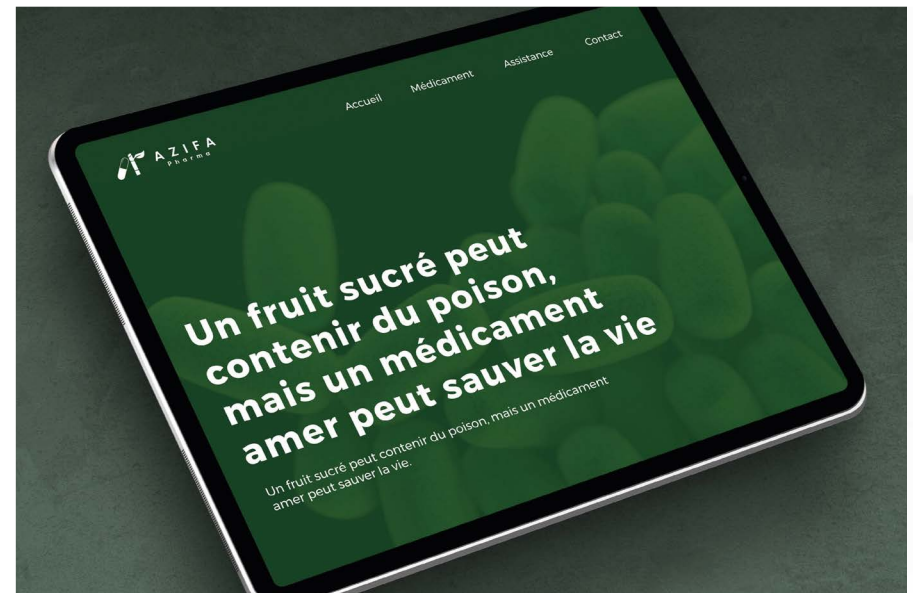 Accueil Médicament Assistance Contact
AZIFA
Pharma
Un fruit sucré peut
contenir du poison,
mais un médicament
amer peut sauver la vie
Un fruit sucré peut contenir du poison, mais un médicament
amer peut sauver la vie.